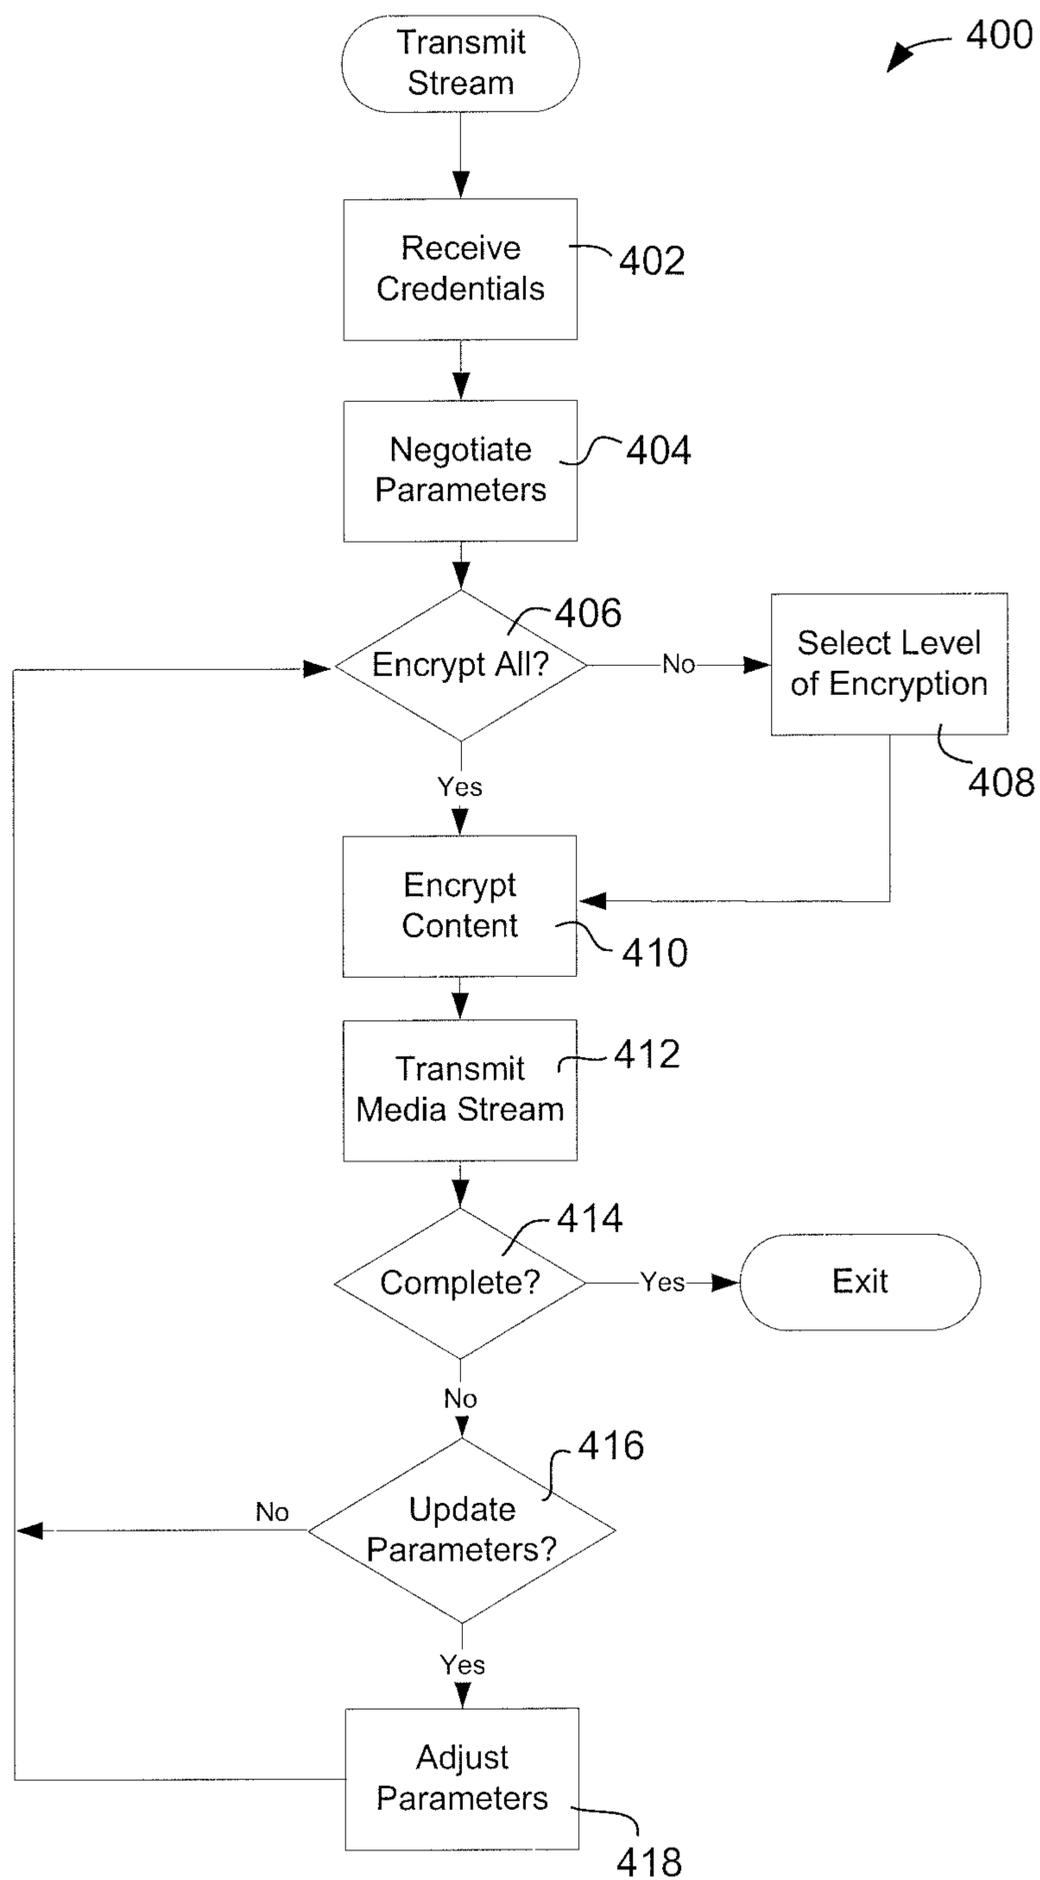 Transmit
Stream
400
Receive
Credentials
402
Negotiate
Parameters
404
406
Encrypt All?
No
Select Level
of Encryption
408
Yes
Encrypt
Content
410
Transmit
Media Stream
412
414
Complete?
Yes
Exit
No
416
Update
Parameters?
No
Yes
Adjust
Parameters
418